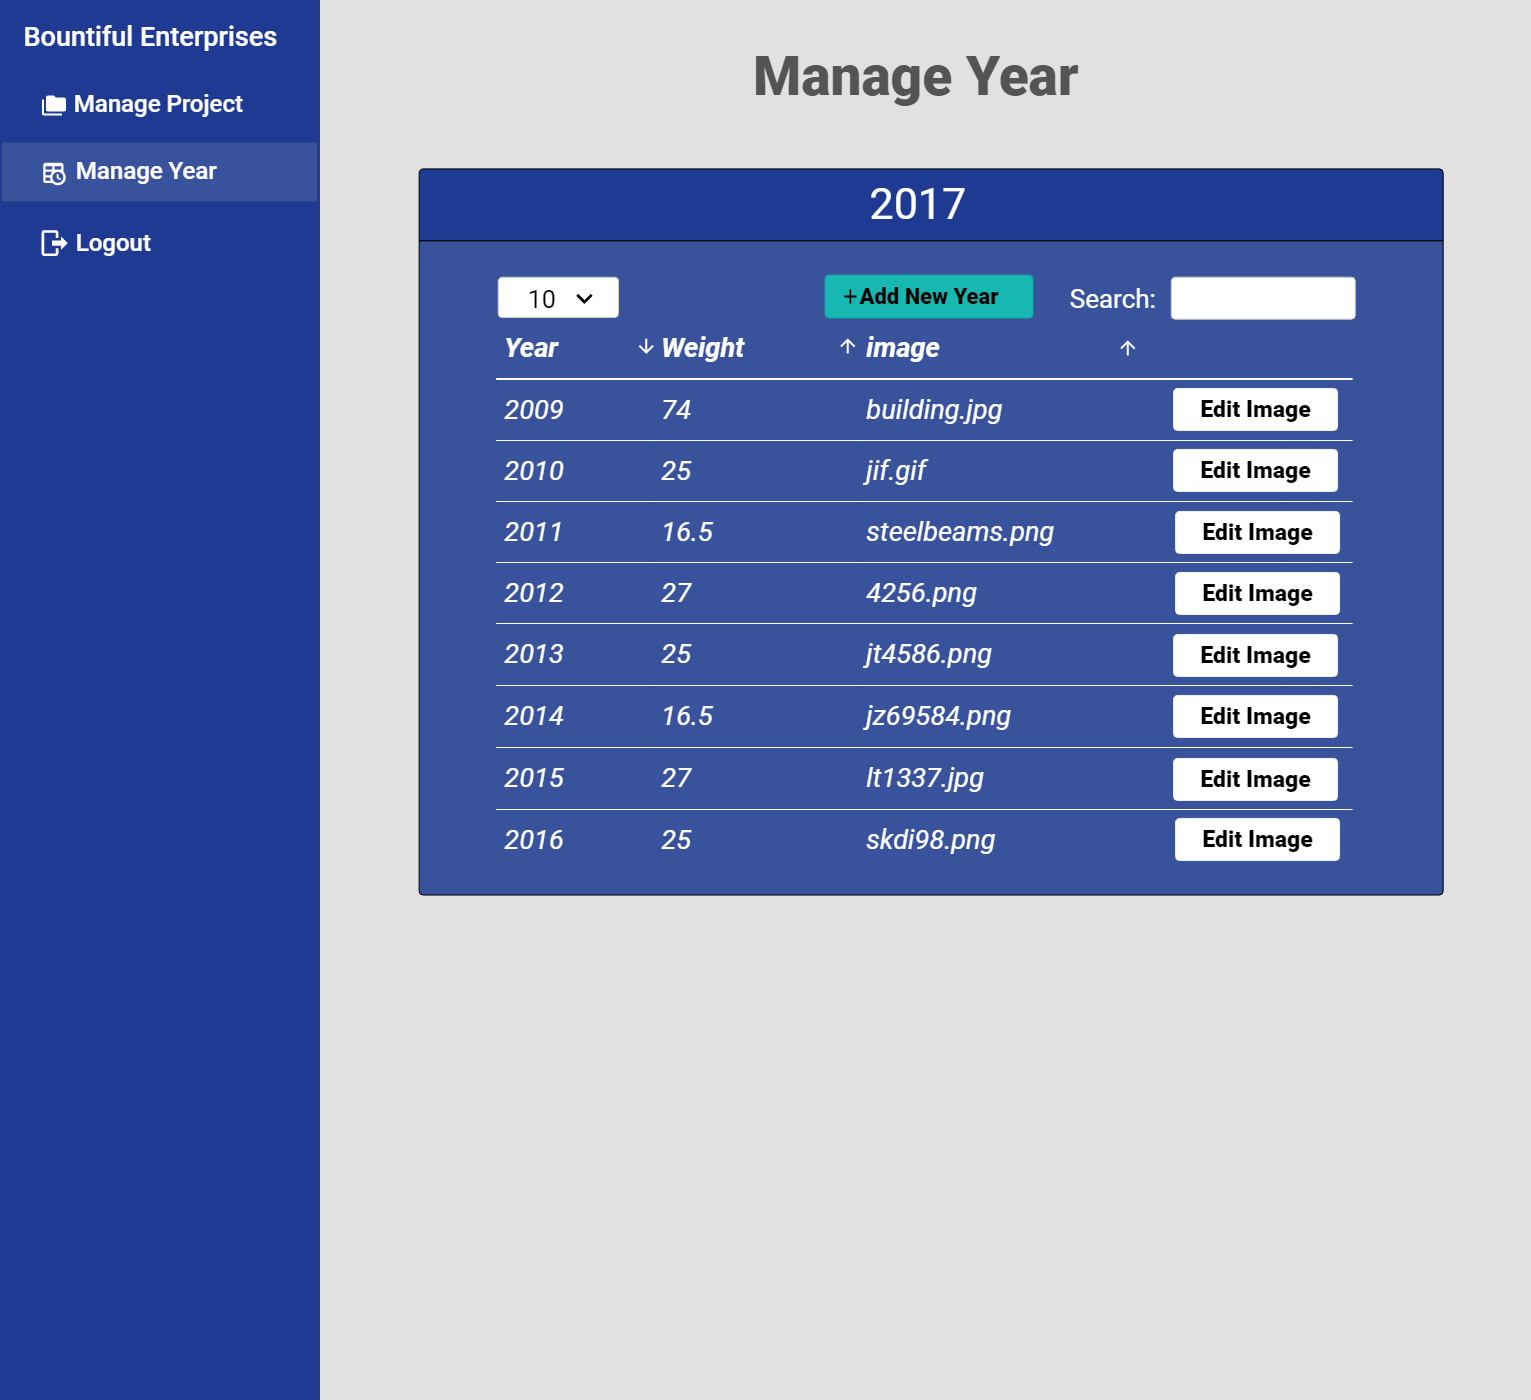 Bountiful Enterprises
Manage Project
Manage Year
Logout
Manage Year
2017
10 +Add New Year Search:
Year Weight image
2009 74 building.jpg Edit Image
2010 25 jif.gif Edit Image
2011 16.5 steelbeams.png Edit Image
2012 27 4256.png Edit Image
2013 25 jt4586.png Edit Image
2014 16.5 jz69584.png Edit Image
2015 27 lt1337.jpg Edit Image
2016 25 skdi98.png Edit Image